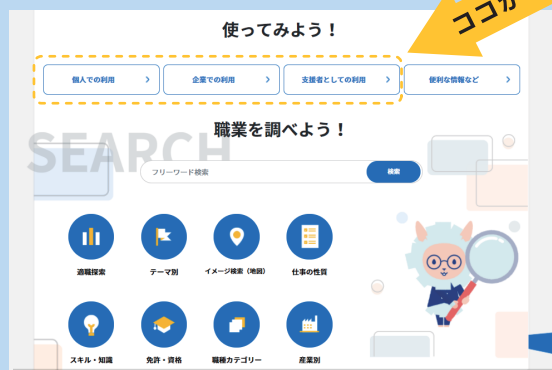 ココが
使ってみよう！
個人での利用
企業での利用
支援者としての利用
便利な情報など
職業を調べよう！
SEARCH
フリーワード検索
検索
適職探索
テーマ別
イメージ検索（地図）
仕事の性質
スキル・知識
免許・資格
職種カテゴリー
産業別